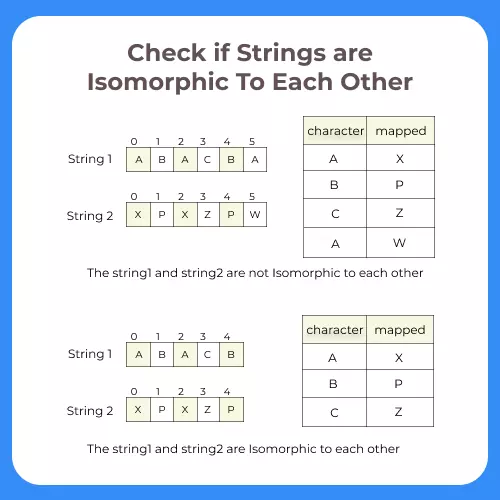 Check if Strings are
Isomorphic To Each Other
0 1 2 3 4 5
String 1 A B A C B A
0 1 2 3 4 5
String 2 X P X Z P W
character mapped
A X
B P
C Z
A W
The string1 and string2 are not Isomorphic to each other
0 1 2 3 4
String 1 A B A C B
0 1 2 3 4
String 2 X P X Z P
character mapped
A X
B P
C Z
The string1 and string2 are Isomorphic to each other